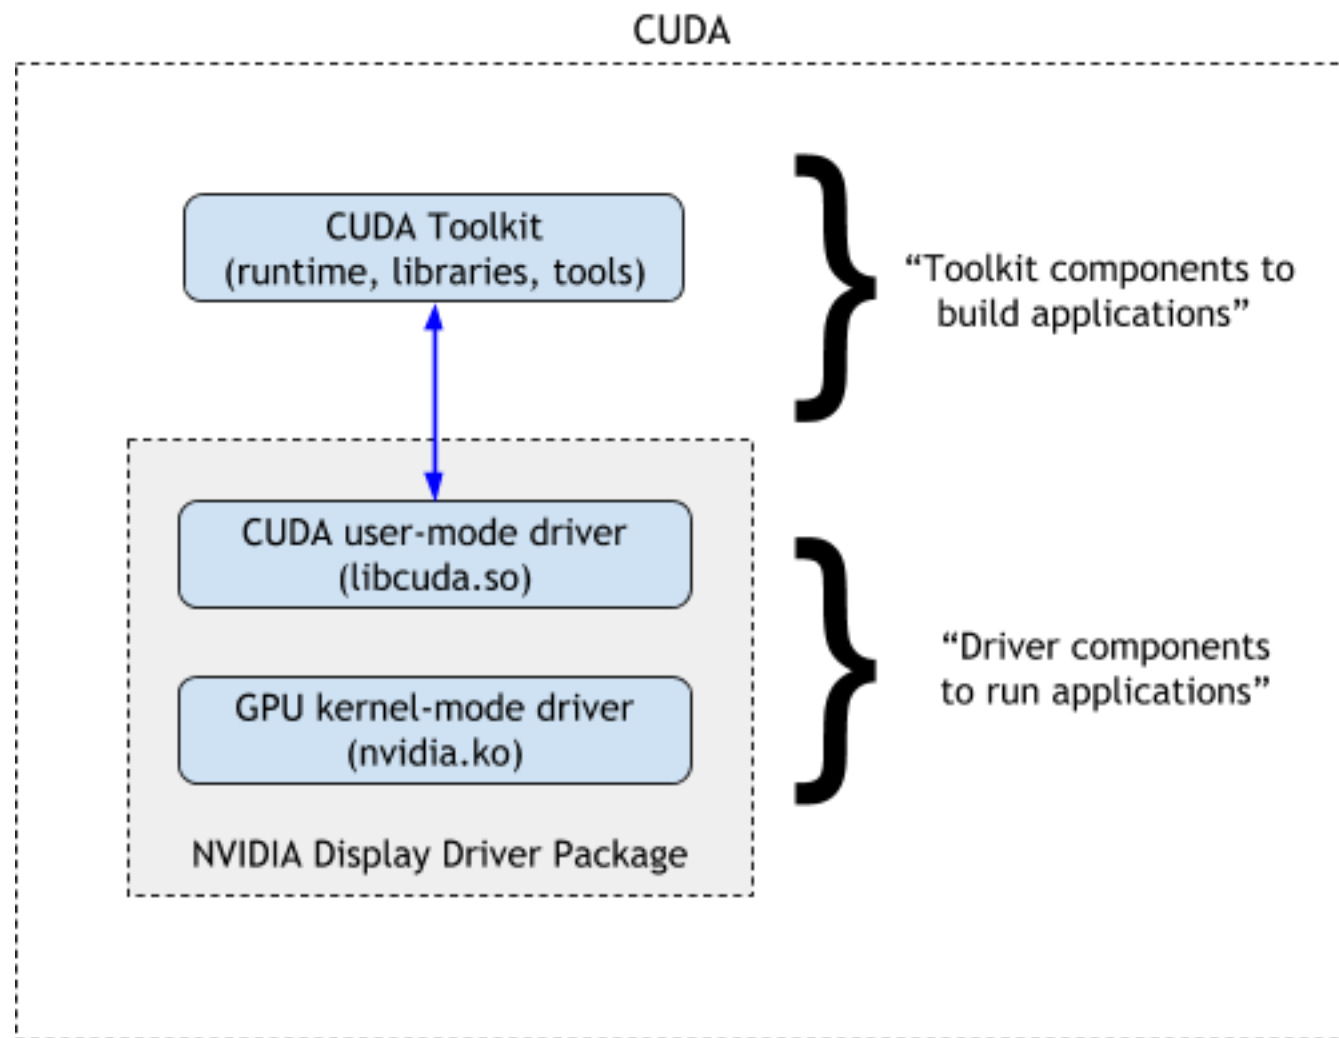 CUDA
CUDA Toolkit
(runtime, libraries, tools)
“Toolkit components to
build applications”
CUDA user-mode driver
(libcuda.so)
GPU kernel-mode driver
(nvidia.ko)
NVIDIA Display Driver Package
“Driver components
to run applications”